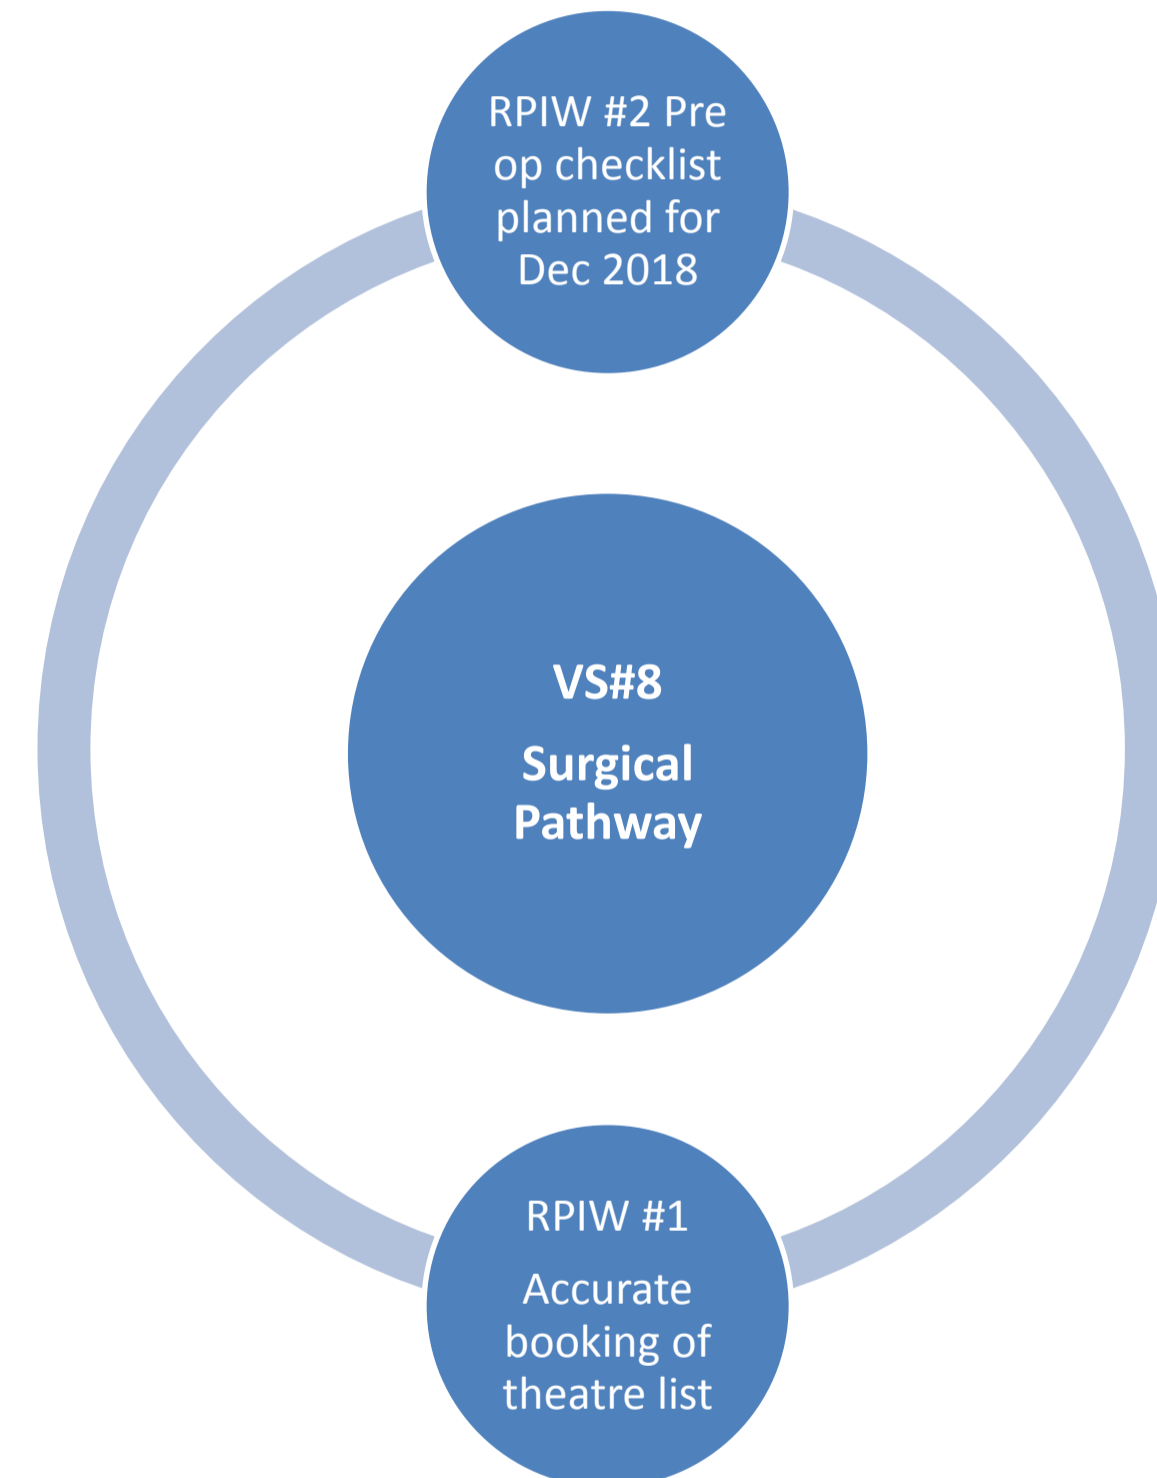 RPIW #2 Pre
op checklist
planned for
Dec 2018
VS#8
Surgical
Pathway
RPIW #1
Accurate
booking of
theatre list